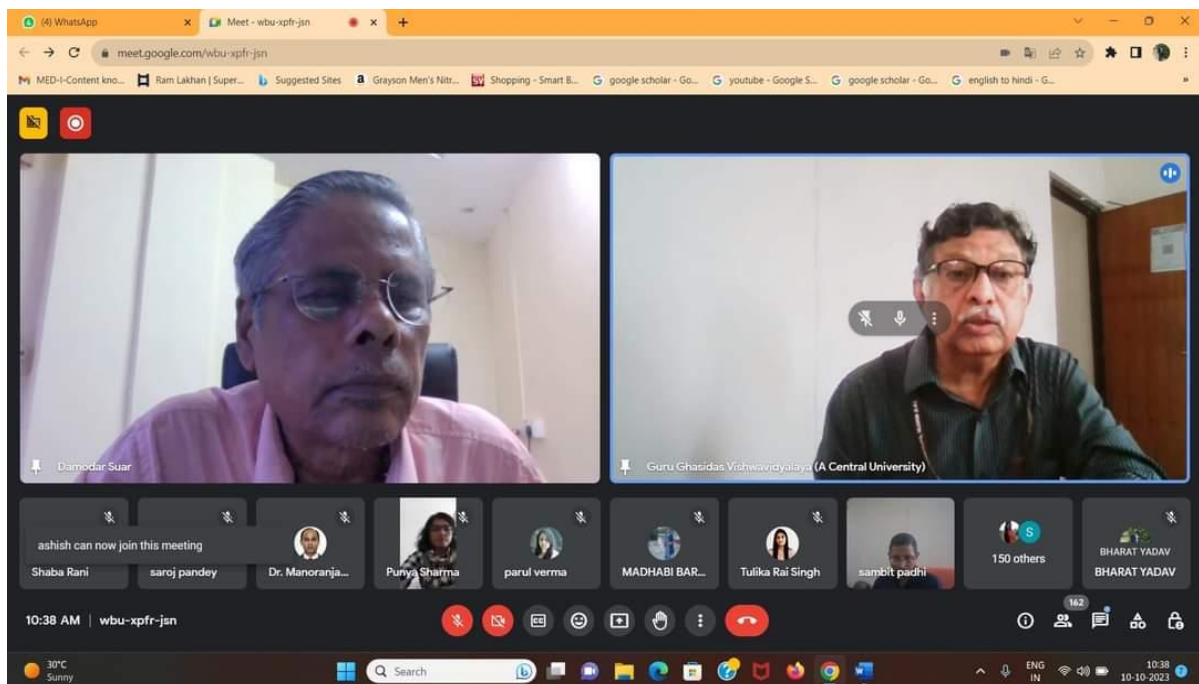 (4) WhatsApp
Meet - wbu-xpfr-jsn
meet.google.com/wbu-xpfr-jsn
MED-I-Content kno...
Ram Lakhan | Super...
Suggested Sites
a Grayson Men's Nitr...
SV Shopping - Smart B...
G google scholar - Go...
G youtube - Google S...
G google scholar - Go...
G english to hindi - G...
Damodar Suar
Guru Ghasidas Vishwavidyalaya (A Central University)
ashish can now join this meeting
Shaba Rani
saroj pandey
Dr. Manoranja...
Punya Sharma
parul verma
MADHABI BAR...
Tulika Rai Singh
sambit padhi
S
150 others
BHARAT YADAV
BHARAT YADAV
10:38 AM | wbu-xpfr-jsn
CC
162
30°C
Sunny
Search
ENG
IN
10:38
10-10-2023